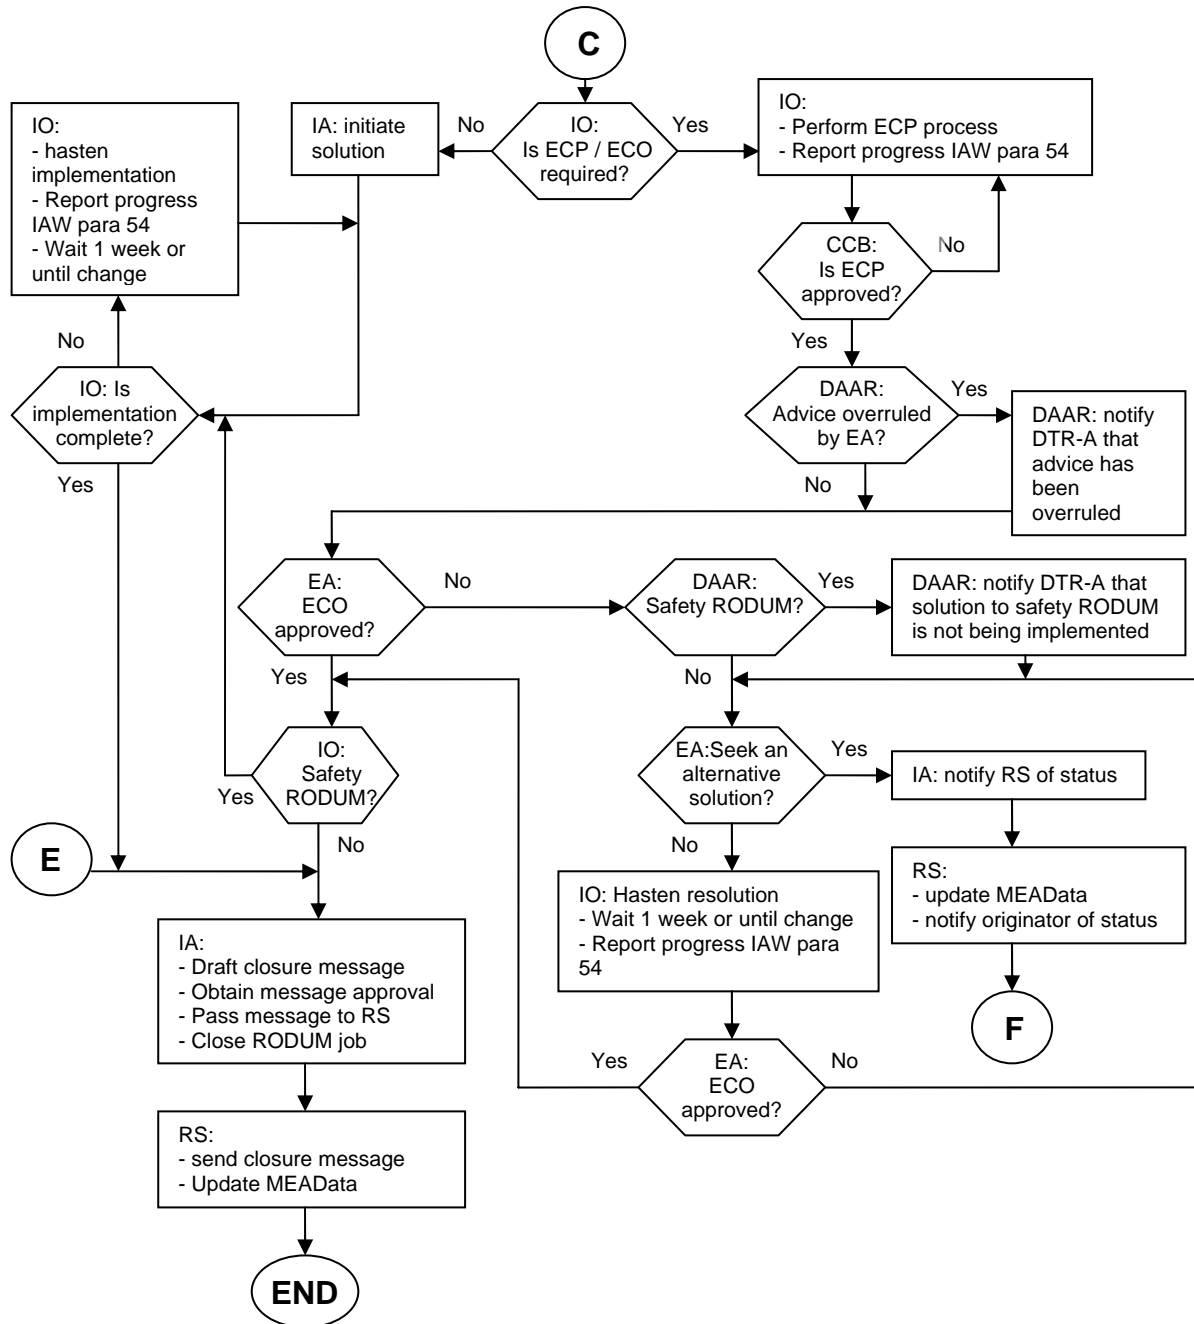 C
IO:
- hasten
implementation
- Report progress
IAW para 54
- Wait 1 week or
until change
IA: initiate
solution
No
IO:
Is ECP / ECO
required?
Yes
IO:
- Perform ECP process
- Report progress IAW para 54
CCB:
Is ECP
approved?
No
Yes
No
IO: Is
implementation
complete?
Yes
DAAR:
Advice overruled
by EA?
Yes
No
DAAR: notify
DTR-A that
advice has
been
overruled
EA:
ECO
approved?
No
DAAR:
Safety RODUM?
Yes
DAAR: notify DTR-A that
solution to safety RODUM
is not being implemented
Yes
No
IO:
Safety
RODUM?
Yes
No
EA:Seek an
alternative
solution?
Yes
IA: notify RS of status
No
E
IO: Hasten resolution
- Wait 1 week or until change
- Report progress IAW para
54
RS:
- update MEAData
- notify originator of status
IA:
- Draft closure message
- Obtain message approval
- Pass message to RS
- Close RODUM job
F
Yes
EA:
ECO
approved?
No
RS:
- send closure message
- Update MEAData
END